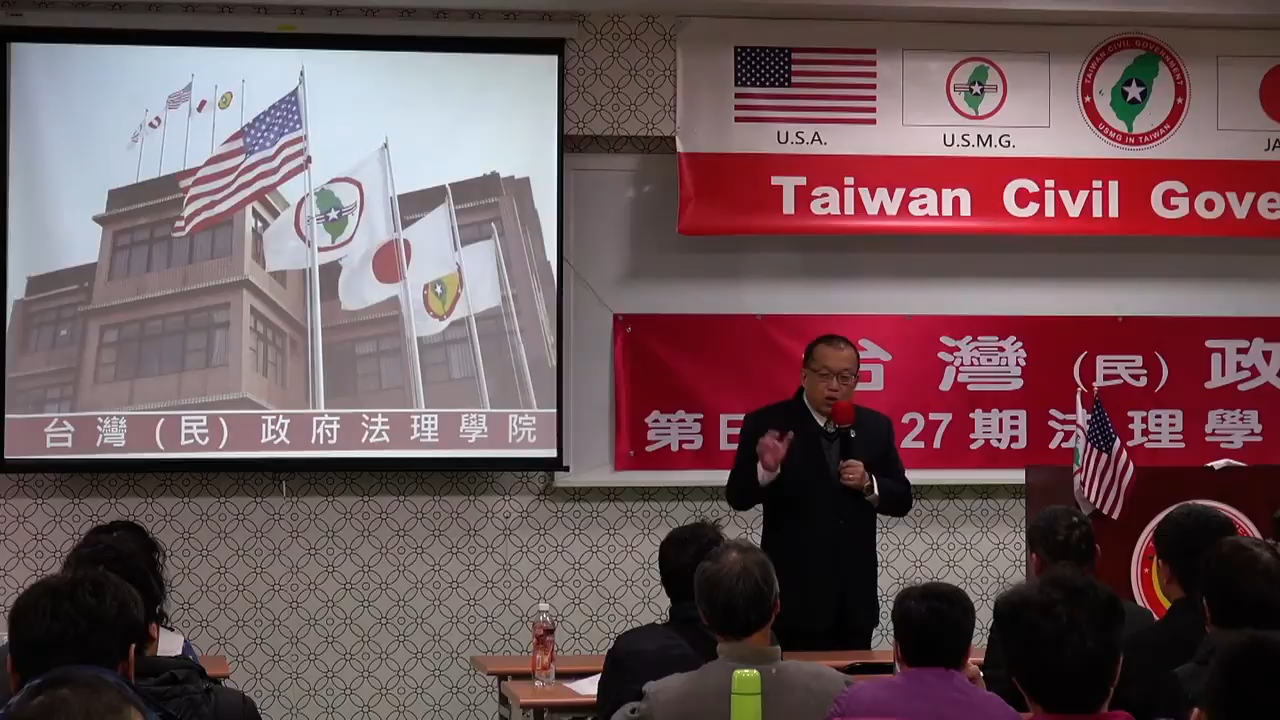 台灣(民)政府法理學院
U.S.A.
U.S.M.G.
TAIWAN CIVIL GOVERNMENT
USMG IN TAIWAN
JA
Taiwan Civil Gove
台灣(民)政
第 27期法理學